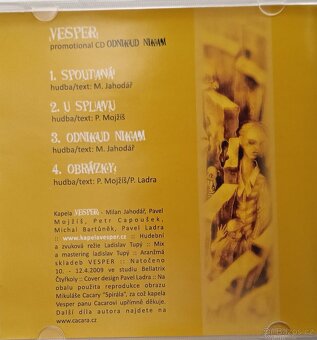 VESPER
promotional CD ODNIKUD NIKAM
1. SPOUTANÁ
hudba/text: M. Jahodář
2. U SPLAVU
hudba/text: P. Mojžíš
3. ODNIKUD NIKAM
hudba/text: M. Jahodář
4. OBRÁZKY
hudba/text: P. Mojžíš/P. Ladra
Kapela VESPER - Milan Jahodář, Pavel
Mojžíš, Petr Capoušek,
Michal Bartůněk, Pavel Ladra
:: www.kapelavesper.cz :: Hudební
a zvuková režie Ladislav Tupý :: Mix
a mastering ladislav Tupý :: Aranžmá
skladeb VESPER :: Natočeno
10. - 12.4.2009 ve studiu Bellatrix
Čtyřkoly :: Cover design Pavel Ladra :: Na
obalu použita reprodukce obrazu
Mikuláše Cacary "Spirála", za což kapela
Vesper panu Cacarovi upřímně děkuje.
Další díla autora najdete na
www.cacara.cz